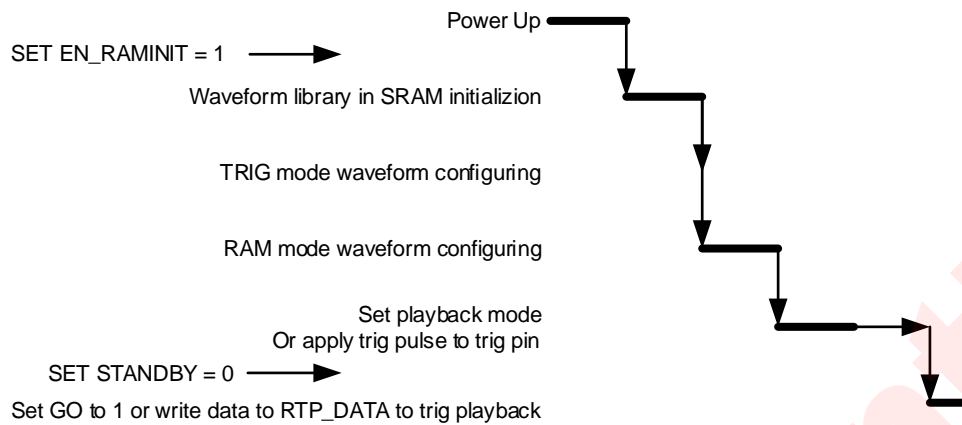 Power Up
SET EN_RAMINIT = 1
Waveform library in SRAM initializion
TRIG mode waveform configuring
RAM mode waveform configuring
Set playback mode
Or apply trig pulse to trig pin
SET STANDBY = 0
Set GO to 1 or write data to RTP_DATA to trig playback